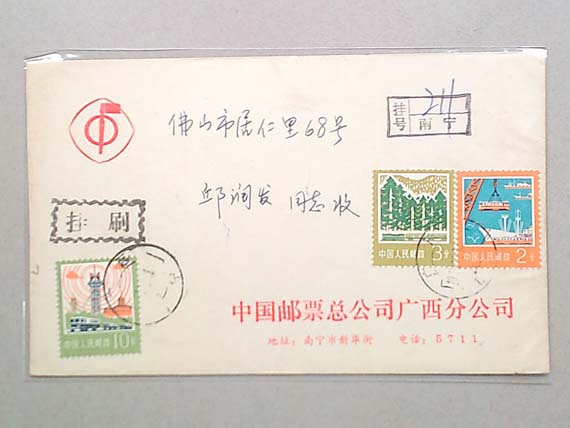 佛山市居仁里68号
挂号 211
南宁
邱润发 同志收
挂刷
中国人民邮政 3分
中国人民邮政 2分
中国人民邮政 10分
中国邮票总公司广西分公司
地址：南宁市新华街 电话：5711